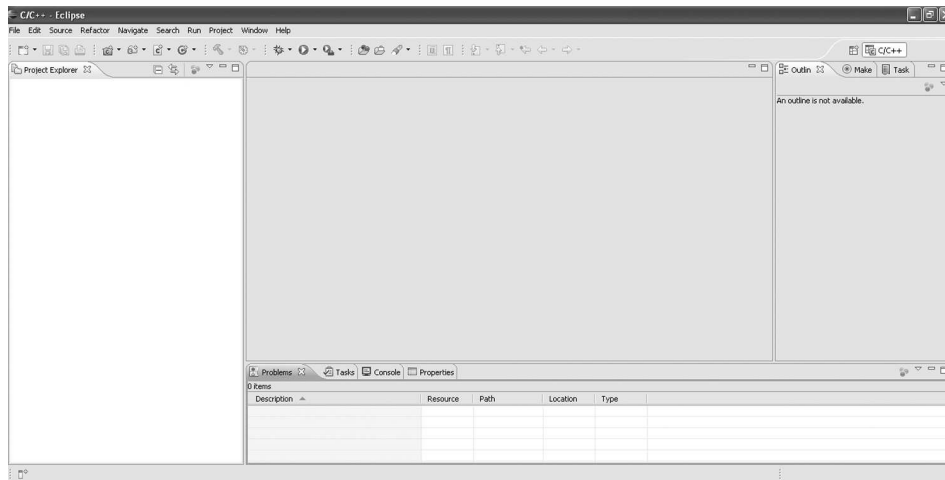 C/C++ - Eclipse
File Edit Source Refactor Navigate Search Run Project Window Help
C/C++
Project Explorer
Outlin Make Task
An outline is not available.
Problems Tasks Console Properties
0 items
Description Resource Path Location Type